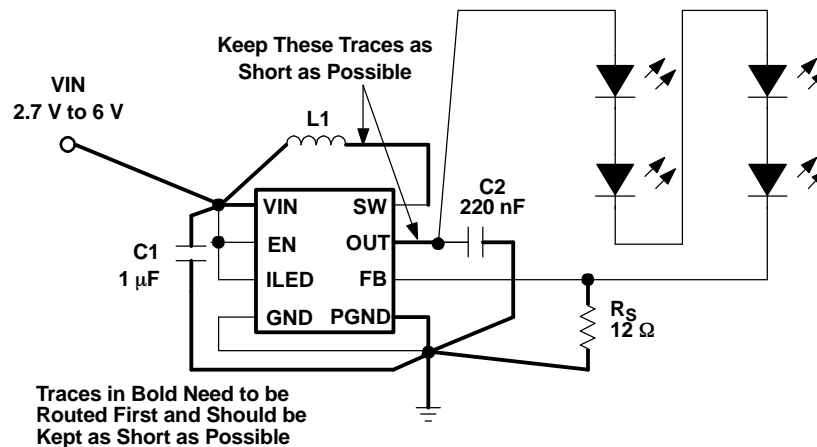 Keep These Traces as
Short as Possible
VIN
2.7 V to 6 V
L1
C2
220 nF
VIN
SW
EN
OUT
ILED
FB
GND
PGND
C1
1 μF
RS
12 Ω
Traces in Bold Need to be
Routed First and Should be
Kept as Short as Possible